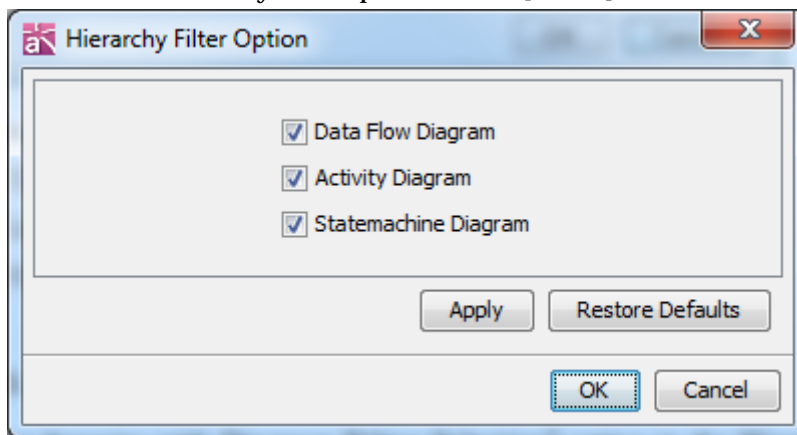 Hierarchy Filter Option
Data Flow Diagram
Activity Diagram
Statemachine Diagram
Apply Restore Defaults
OK Cancel